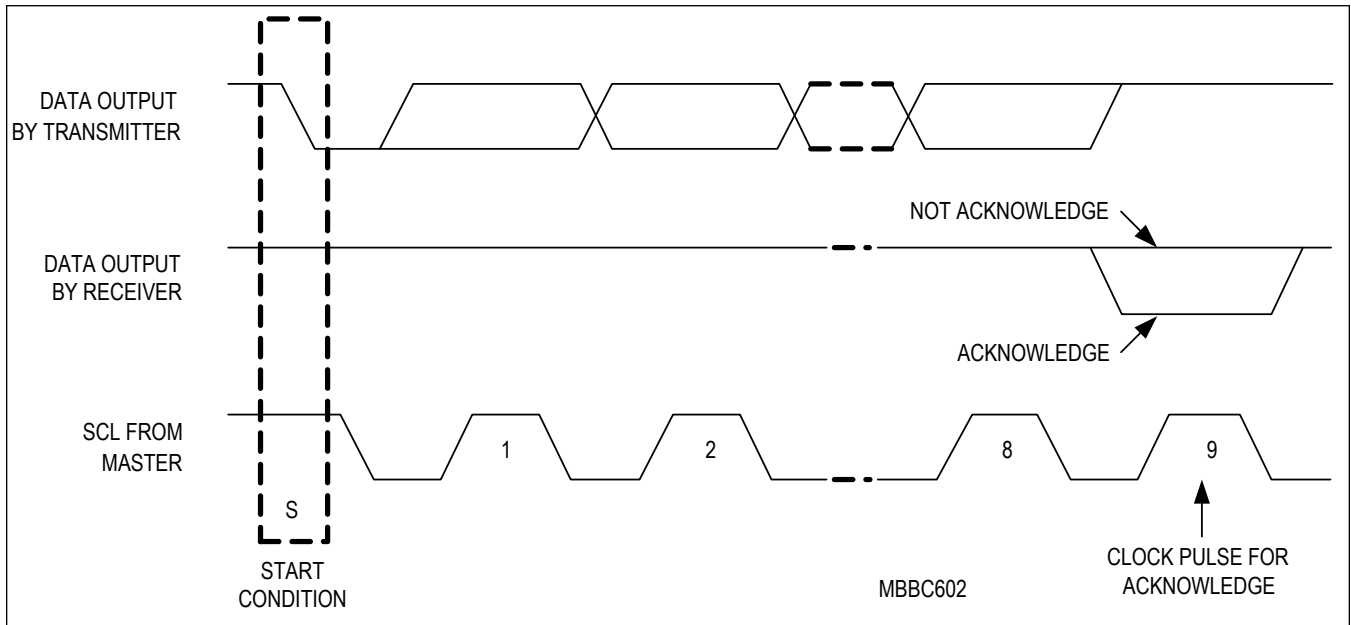 DATA OUTPUT
BY TRANSMITTER
NOT ACKNOWLEDGE
DATA OUTPUT
BY RECEIVER
ACKNOWLEDGE
SCL FROM
MASTER
1
2
8
9
S
START
CONDITION
MBBC602
CLOCK PULSE FOR
ACKNOWLEDGE